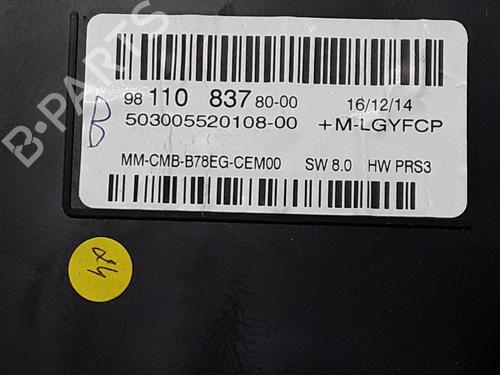 98 110 837 80-00 16/12/14
503005520108-00 +M-LGYFCP
B
MM-CMB-B78EG-CEM00 SW 8.0 HW PRS3
B-PARTS